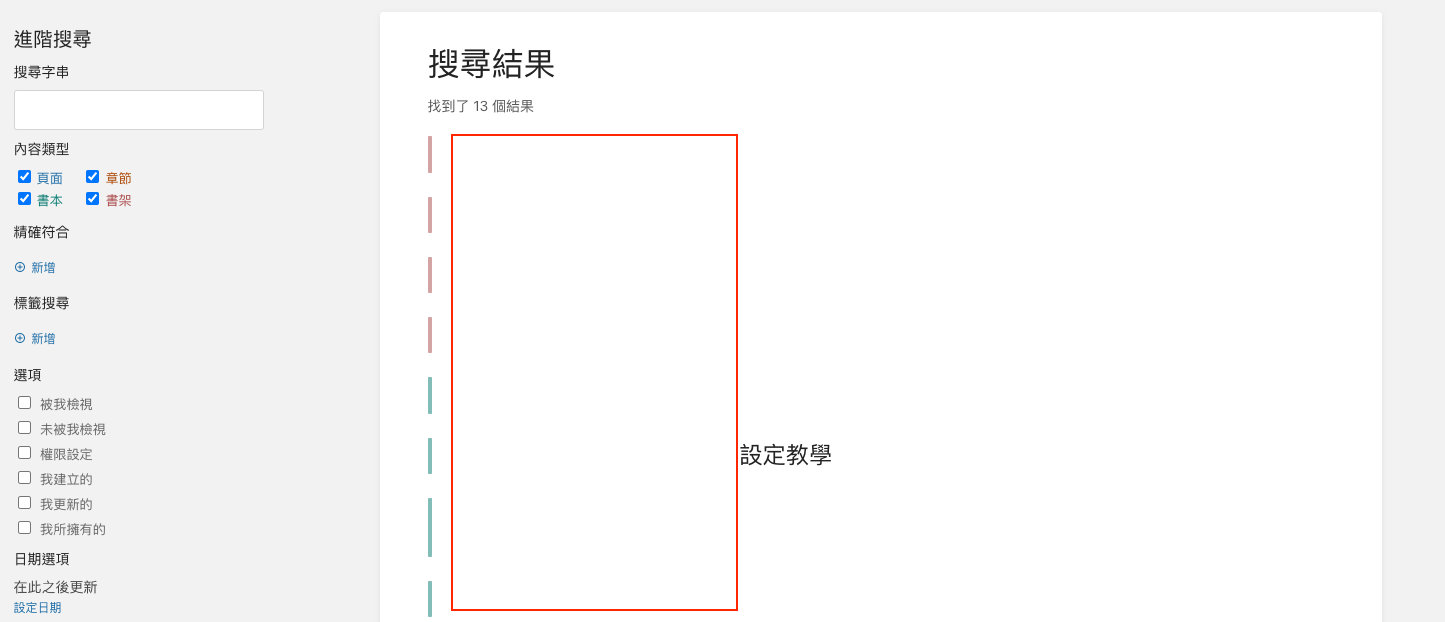 進階搜尋
搜尋字串
內容類型
頁面 章節
書本 書架
精確符合
新增
標籤搜尋
新增
選項
被我檢視
未被我檢視
權限設定
我建立的
我更新的
我所擁有的
日期選項
在此之後更新
設定日期
搜尋結果
找到了 13 個結果
設定教學